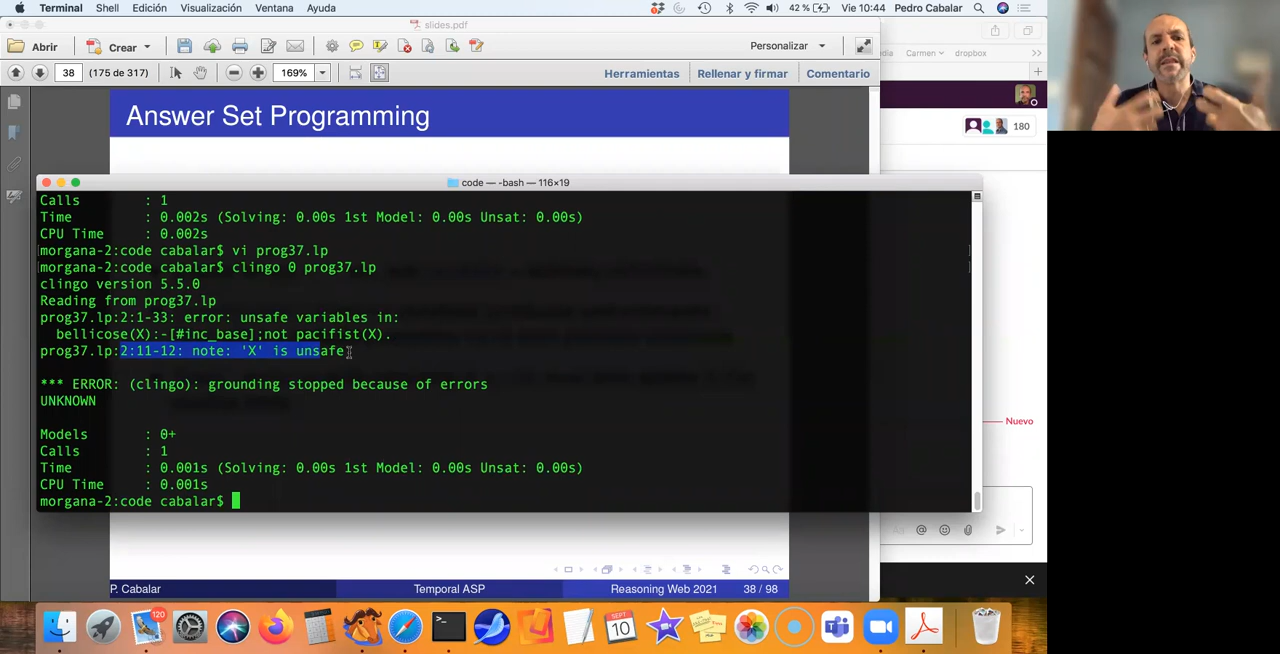 Terminal Shell Edición Visualización Ventana Ayuda
42 % Vie 10:44 Pedro Cabalar
slides.pdf
Abrir Crear Personalizar
38 (175 de 317) 169% Herramientas Rellenar y firmar Comentario
Carmen dropbox
180
Answer Set Programming
code — -bash — 116×19
Calls : 1
Time : 0.002s (Solving: 0.00s 1st Model: 0.00s Unsat: 0.00s)
CPU Time : 0.002s
morgana-2:code cabalar$ vi prog37.lp
morgana-2:code cabalar$ clingo 0 prog37.lp
clingo version 5.5.0
Reading from prog37.lp
prog37.lp:2:1-33: error: unsafe variables in:
bellicose(X):-[#inc_base];not pacifist(X).
prog37.lp:2:11-12: note: 'X' is unsafe
*** ERROR: (clingo): grounding stopped because of errors
UNKNOWN
Models : 0+
Calls : 1
Time : 0.001s (Solving: 0.00s 1st Model: 0.00s Unsat: 0.00s)
CPU Time : 0.001s
morgana-2:code cabalar$
Nuevo
Aa @
P. Cabalar Temporal ASP Reasoning Web 2021 38 / 98
120
SEPT
10